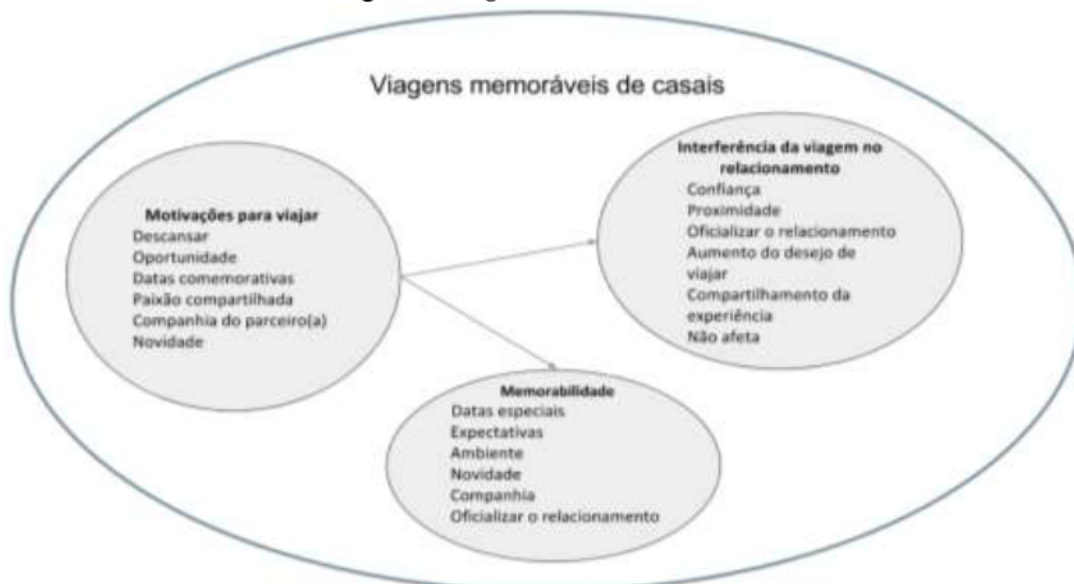 Viagens memoráveis de casais
Motivações para viajar
Descansar
Oportunidade
Datas comemorativas
Paixão compartilhada
Companhia do parceiro(a)
Novidade
Interferência da viagem no
relacionamento
Confiança
Proximidade
Oficializar o relacionamento
Aumento do desejo de
viajar
Compartilhamento da
experiência
Não afeta
Memorabilidade
Datas especiais
Expectativas
Ambiente
Novidade
Companhia
Oficializar o relacionamento